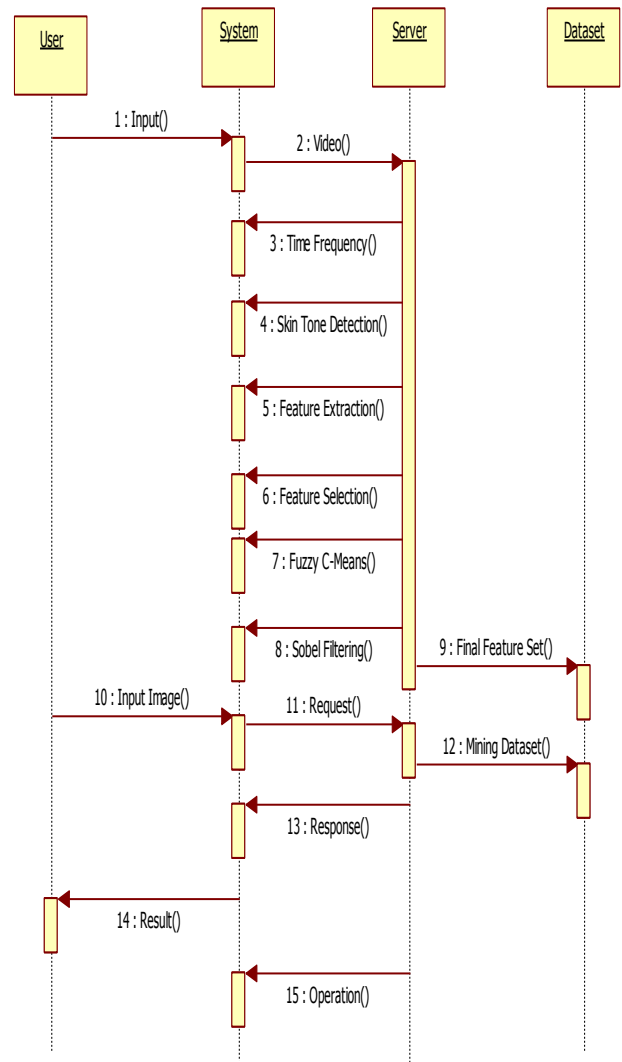 User
System
Server
Dataset
1 : Input()
2 : Video()
3 : Time Frequency()
4 : Skin Tone Detection()
5 : Feature Extraction()
6 : Feature Selection()
7 : Fuzzy C-Means()
8 : Sobel Filtering()
9 : Final Feature Set()
10 : Input Image()
11 : Request()
12 : Mining Dataset()
13 : Response()
14 : Result()
15 : Operation()